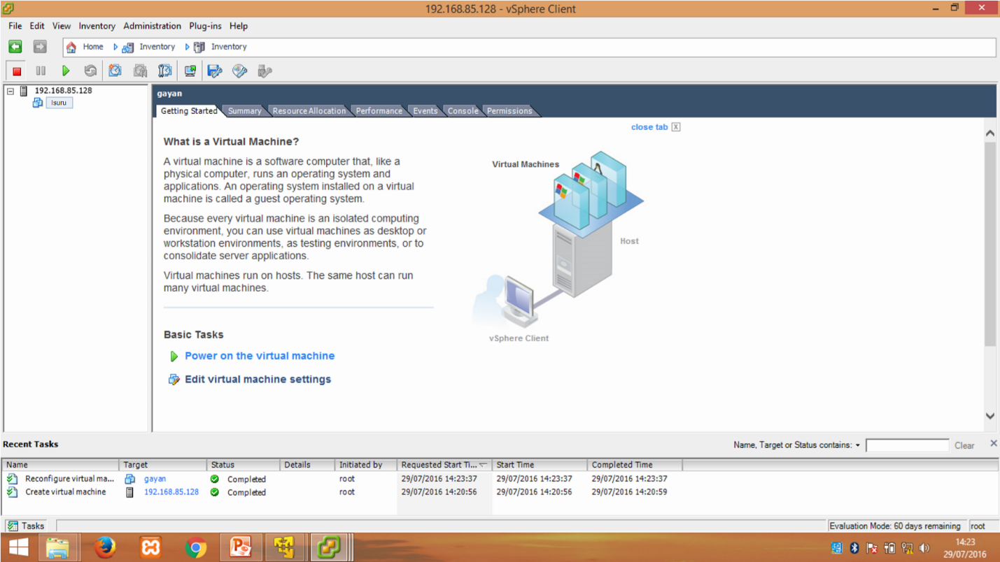 192.168.85.128 - vSphere Client
File Edit View Inventory Administration Plug-ins Help
Home Inventory Inventory
192.168.85.128
Isuru
gayan
Getting Started Summary Resource Allocation Performance Events Console Permissions
close tab X
What is a Virtual Machine?
A virtual machine is a software computer that, like a
physical computer, runs an operating system and
applications. An operating system installed on a virtual
machine is called a guest operating system.
Because every virtual machine is an isolated computing
environment, you can use virtual machines as desktop or
workstation environments, as testing environments, or to
consolidate server applications.
Virtual machines run on hosts. The same host can run
many virtual machines.
Basic Tasks
Power on the virtual machine
Edit virtual machine settings
Virtual Machines
Host
vSphere Client
Recent Tasks
Name, Target or Status contains: Clear
Name Target Status Details Initiated by Requested Start Ti... Start Time Completed Time
Reconfigure virtual ma... gayan Completed root 29/07/2016 14:23:37 29/07/2016 14:23:37 29/07/2016 14:23:37
Create virtual machine 192.168.85.128 Completed root 29/07/2016 14:20:56 29/07/2016 14:20:56 29/07/2016 14:20:59
Tasks Evaluation Mode: 60 days remaining root
14:23
29/07/2016